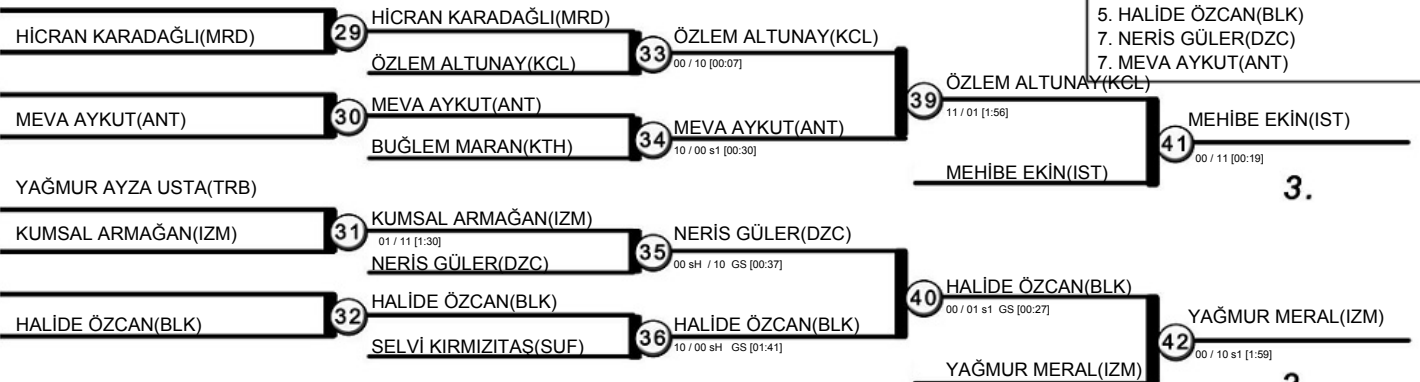 5. HALİDE ÖZCAN(BLK)
7. NERİS GÜLER(DZC)
7. MEVA AYKUT(ANT)
HİCRAN KARADAĞLI(MRD)
29
HİCRAN KARADAĞLI(MRD)
ÖZLEM ALTUNAY(KCL)
33
ÖZLEM ALTUNAY(KCL)
00 / 10 [00:07]
MEVA AYKUT(ANT)
30
MEVA AYKUT(ANT)
BUĞLEM MARAN(KTH)
34
MEVA AYKUT(ANT)
10 / 00 s1 [00:30]
39
ÖZLEM ALTUNAY(KCL)
11 / 01 [1:56]
MEHİBE EKİN(IST)
41
MEHİBE EKİN(IST)
00 / 11 [00:19]
3.
YAĞMUR AYZA USTA(TRB)
KUMSAL ARMAĞAN(IZM)
31
KUMSAL ARMAĞAN(IZM)
01 / 11 [1:30]
NERİS GÜLER(DZC)
35
NERİS GÜLER(DZC)
00 sH / 10 GS [00:37]
HALİDE ÖZCAN(BLK)
32
HALİDE ÖZCAN(BLK)
SELVİ KIRMIZITAŞ(SUF)
36
HALİDE ÖZCAN(BLK)
10 / 00 sH GS [01:41]
40
HALİDE ÖZCAN(BLK)
00 / 01 s1 GS [00:27]
YAĞMUR MERAL(IZM)
42
YAĞMUR MERAL(IZM)
00 / 10 s1 [1:59]